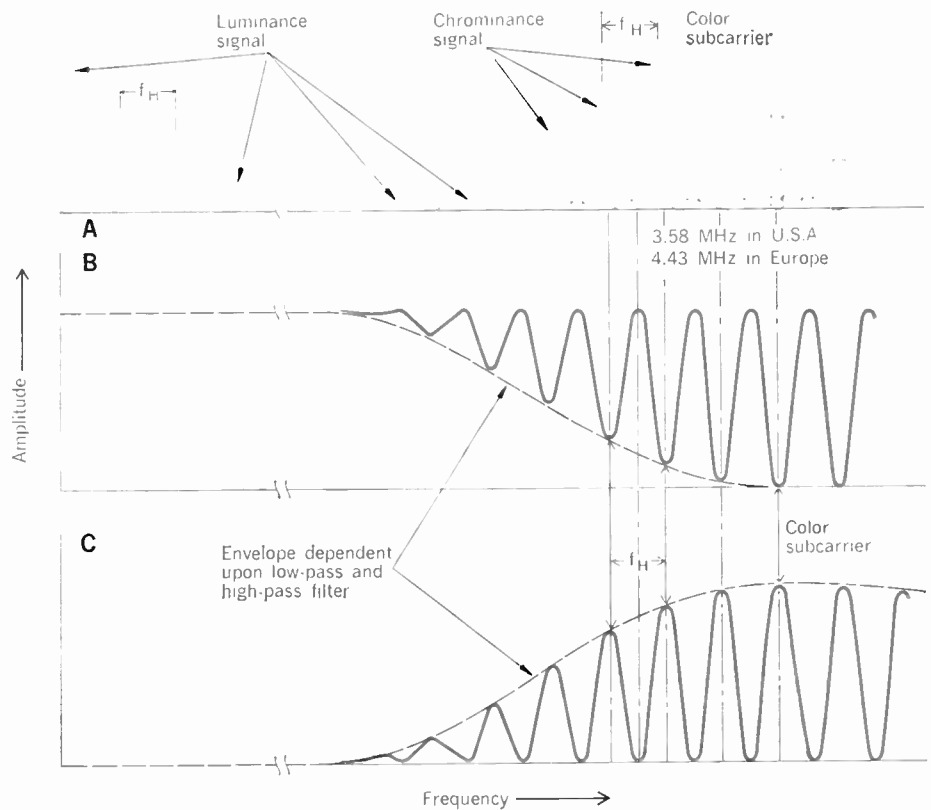 Luminance
signal
Chrominance
signal
f H
Color
subcarrier
f H
A
3.58 MHz in U.S.A
4.43 MHz in Europe
B
Amplitude
C
Envelope dependent
upon low-pass and
high-pass filter
f H
Color
subcarrier
Frequency